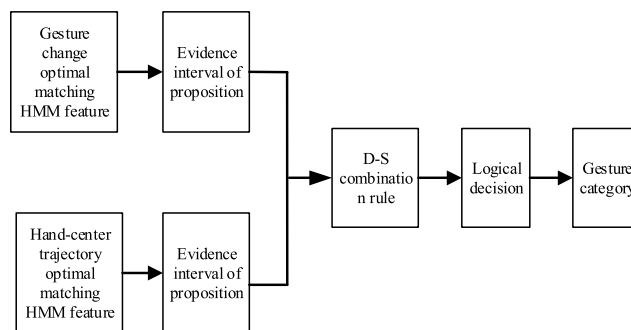 Gesture
change
optimal
matching
HMM feature
Evidence
interval of
proposition
Hand-center
trajectory
optimal
matching
HMM feature
Evidence
interval of
proposition
D-S
combinatio
n rule
Logical
decision
Gesture
category